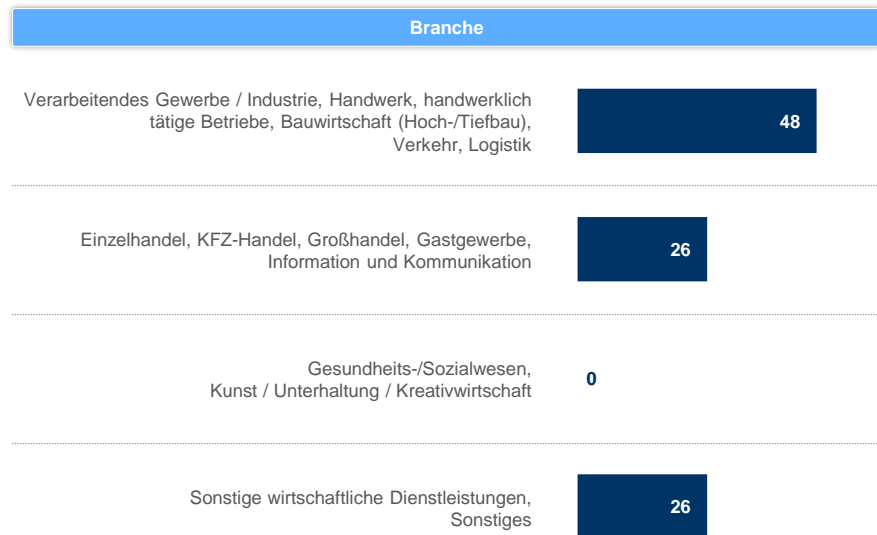 Branche
Verarbeitendes Gewerbe / Industrie, Handwerk, handwerklich
tätige Betriebe, Bauwirtschaft (Hoch-/Tiefbau),
Verkehr, Logistik
48
Einzelhandel, KFZ-Handel, Großhandel, Gastgewerbe,
Information und Kommunikation
26
Gesundheits-/Sozialwesen,
Kunst / Unterhaltung / Kreativwirtschaft
0
Sonstige wirtschaftliche Dienstleistungen,
Sonstiges
26